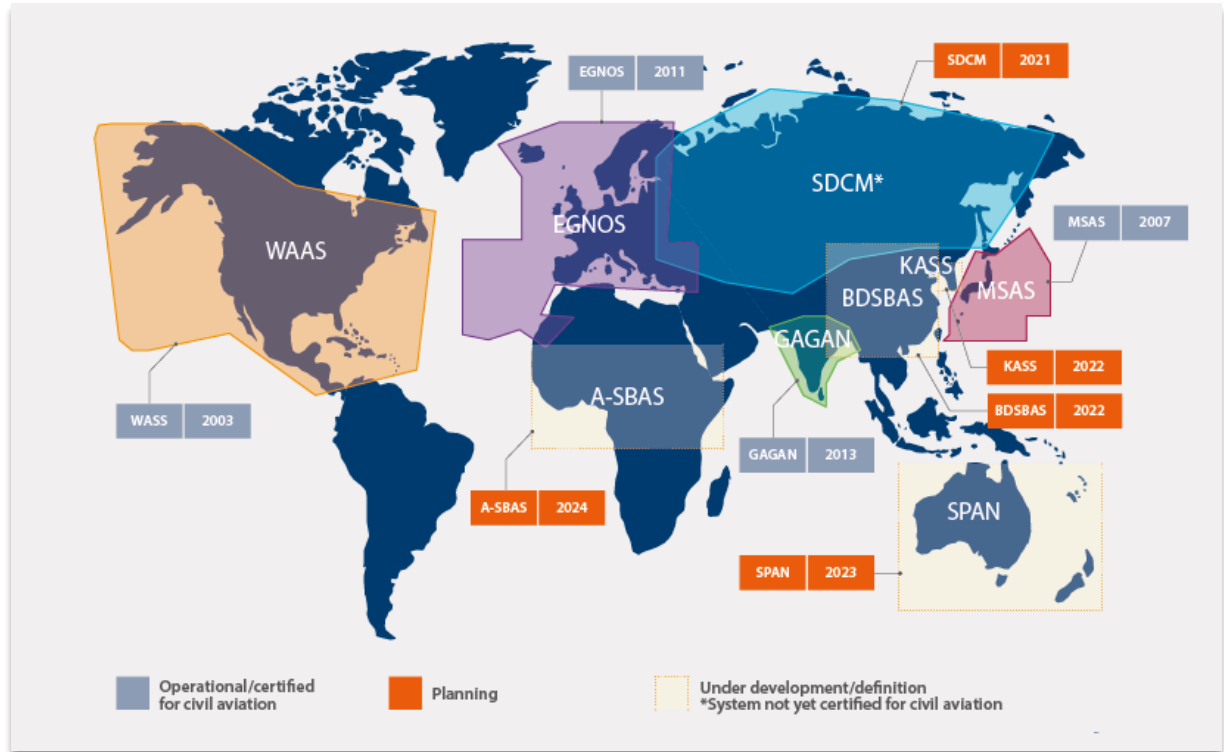 EGNOS 2011
SDCM 2021
SDCM*
WAAS
EGNOS
MSAS 2007
KASS
BDSBAS
MSAS
GAGAN
KASS 2022
A-SBAS
WASS 2003
BDSBAS 2022
GAGAN 2013
A-SBAS 2024
SPAN
SPAN 2023
Operational/certified
for civil aviation
Planning
Under development/definition
*System not yet certified for civil aviation